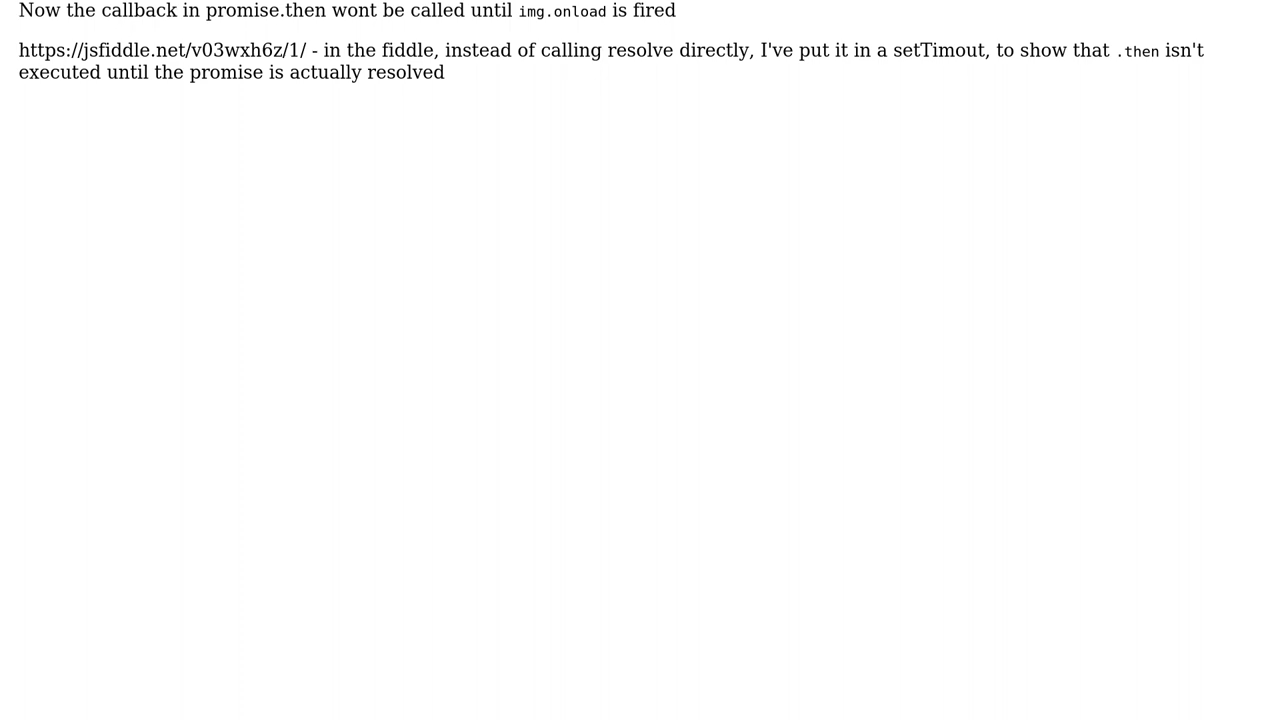 Now the callback in promise.then wont be called until img.onload is fired
https://jsfiddle.net/v03wxh6z/1/ - in the fiddle, instead of calling resolve directly, I've put it in a setTimout, to show that .then isn't
executed until the promise is actually resolved